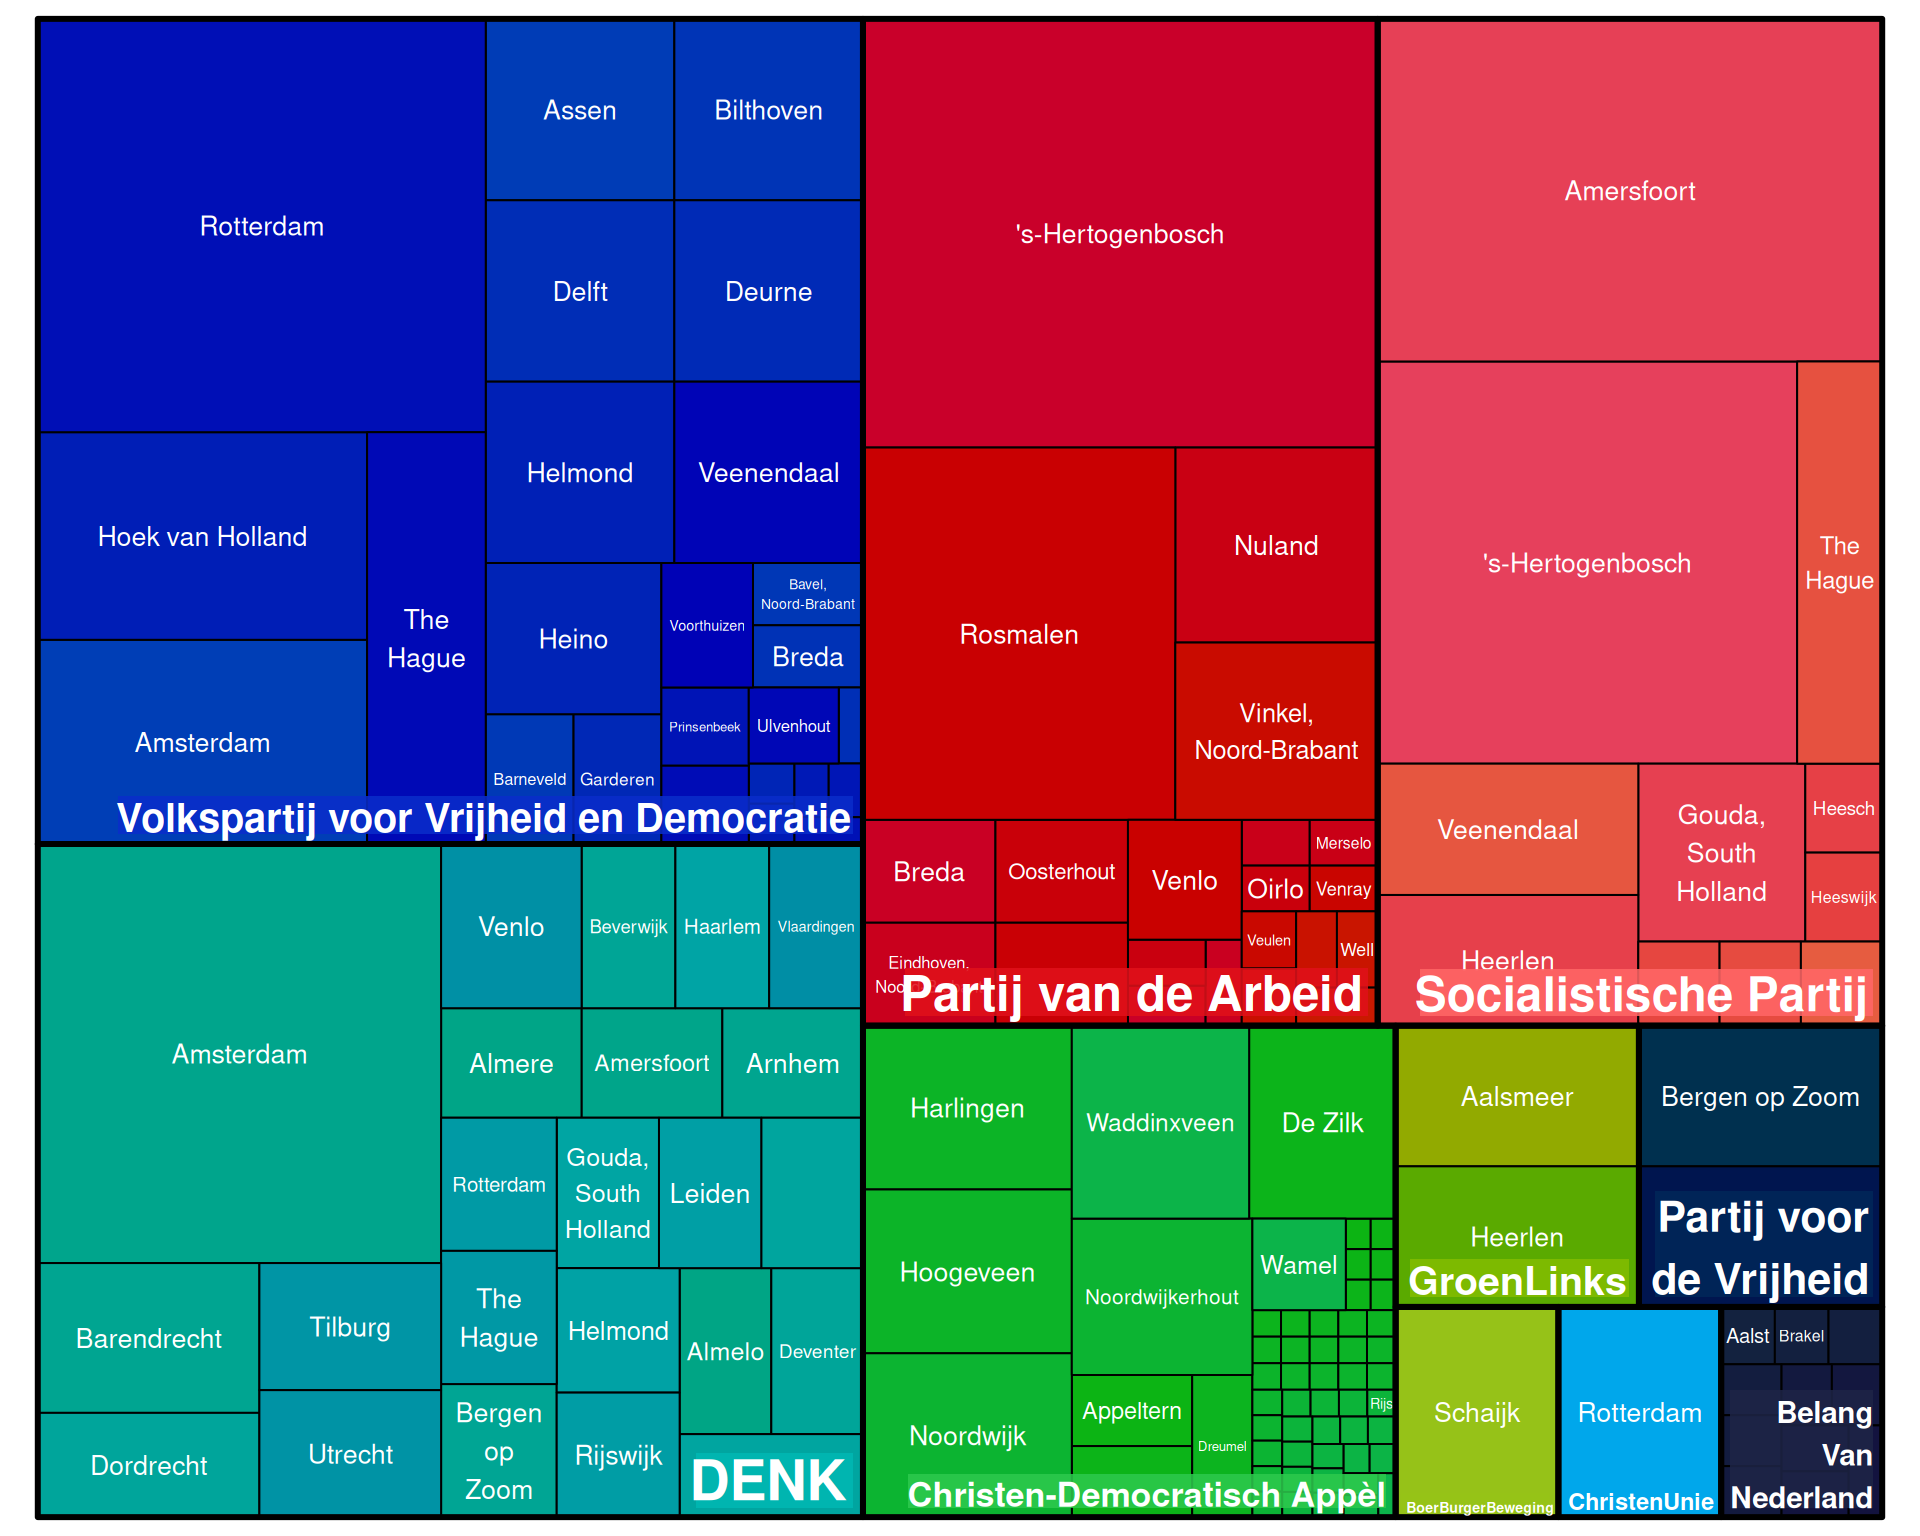 Rotterdam
Assen
Bilthoven
Delft
Deurne
Helmond
Veenendaal
Hoek van Holland
The
Hague
Amsterdam
Heino
Voorthuizen
Bavel,
Noord-Brabant
Breda
Prinsenbeek
Ulvenhout
Barneveld
Garderen
Volkspartij voor Vrijheid en Democratie
's-Hertogenbosch
Rosmalen
Nuland
Vinkel,
Noord-Brabant
Breda
Oosterhout
Venlo
Merselo
Oirlo
Venray
Veulen
Well
Eindhoven,
Partij van de Arbeid
Amersfoort
's-Hertogenbosch
The
Hague
Veenendaal
Gouda,
South
Holland
Heesch
Heeswijk
Heerlen
Socialistische Partij
Amsterdam
Venlo
Beverwijk
Haarlem
Vlaardingen
Almere
Amersfoort
Arnhem
Rotterdam
Gouda,
South
Holland
Leiden
Barendrecht
Tilburg
The
Hague
Helmond
Almelo
Deventer
Dordrecht
Utrecht
Bergen
op
Zoom
Rijswijk
DENK
Harlingen
Waddinxveen
De Zilk
Hoogeveen
Noordwijkerhout
Wamel
Noordwijk
Appeltern
Dreumel
Rijs
Christen-Democratisch Appèl
Aalsmeer
Heerlen
GroenLinks
Bergen op Zoom
Partij voor
de Vrijheid
Schaijk
BoerBurgerBeweging
Rotterdam
ChristenUnie
Aalst
Brakel
Belang
Van
Nederland